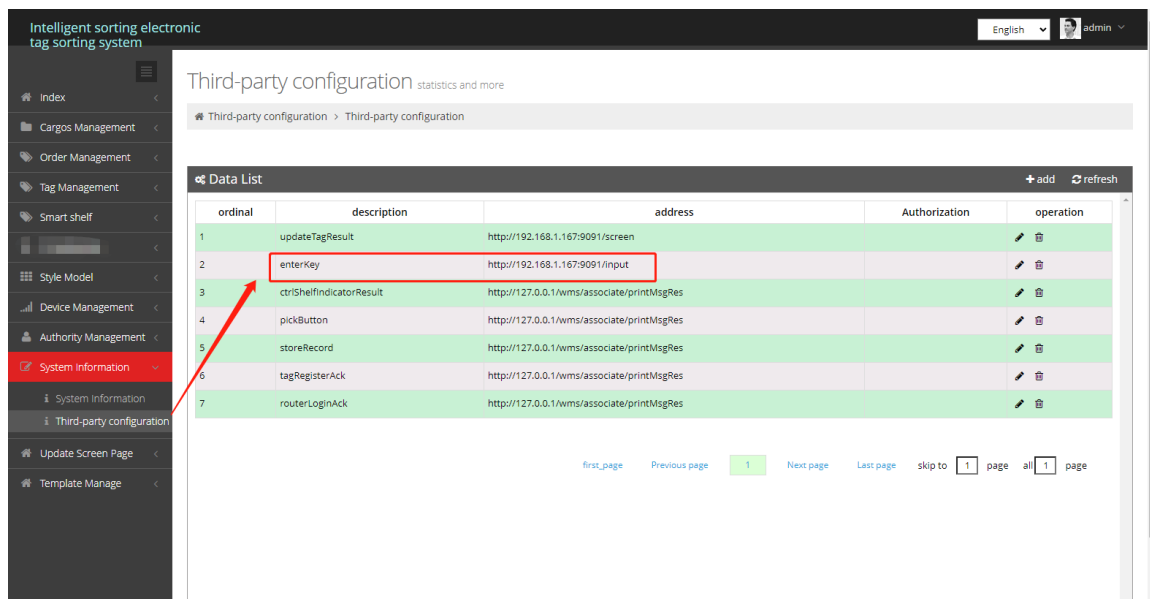 Intelligent sorting electronic
tag sorting system
English
admin
Index
Cargos Management
Order Management
Tag Management
Smart shelf
Style Model
Device Management
Authority Management
System Information
System Information
Third-party configuration
Update Screen Page
Template Manage
Third-party configuration statistics and more
Third-party configuration > Third-party configuration
Data List
add refresh
ordinal description address Authorization operation
1 updateTagResult http://192.168.1.167:9091/screen
2 enterKey http://192.168.1.167:9091/input
3 ctrlShelfIndicatorResult http://127.0.0.1/wms/associate/printMsgRes
4 pickButton http://127.0.0.1/wms/associate/printMsgRes
5 storeRecord http://127.0.0.1/wms/associate/printMsgRes
6 tagRegisterAck http://127.0.0.1/wms/associate/printMsgRes
7 routerLoginAck http://127.0.0.1/wms/associate/printMsgRes
first_page Previous page 1 Next page Last page skip to 1 page all 1 page